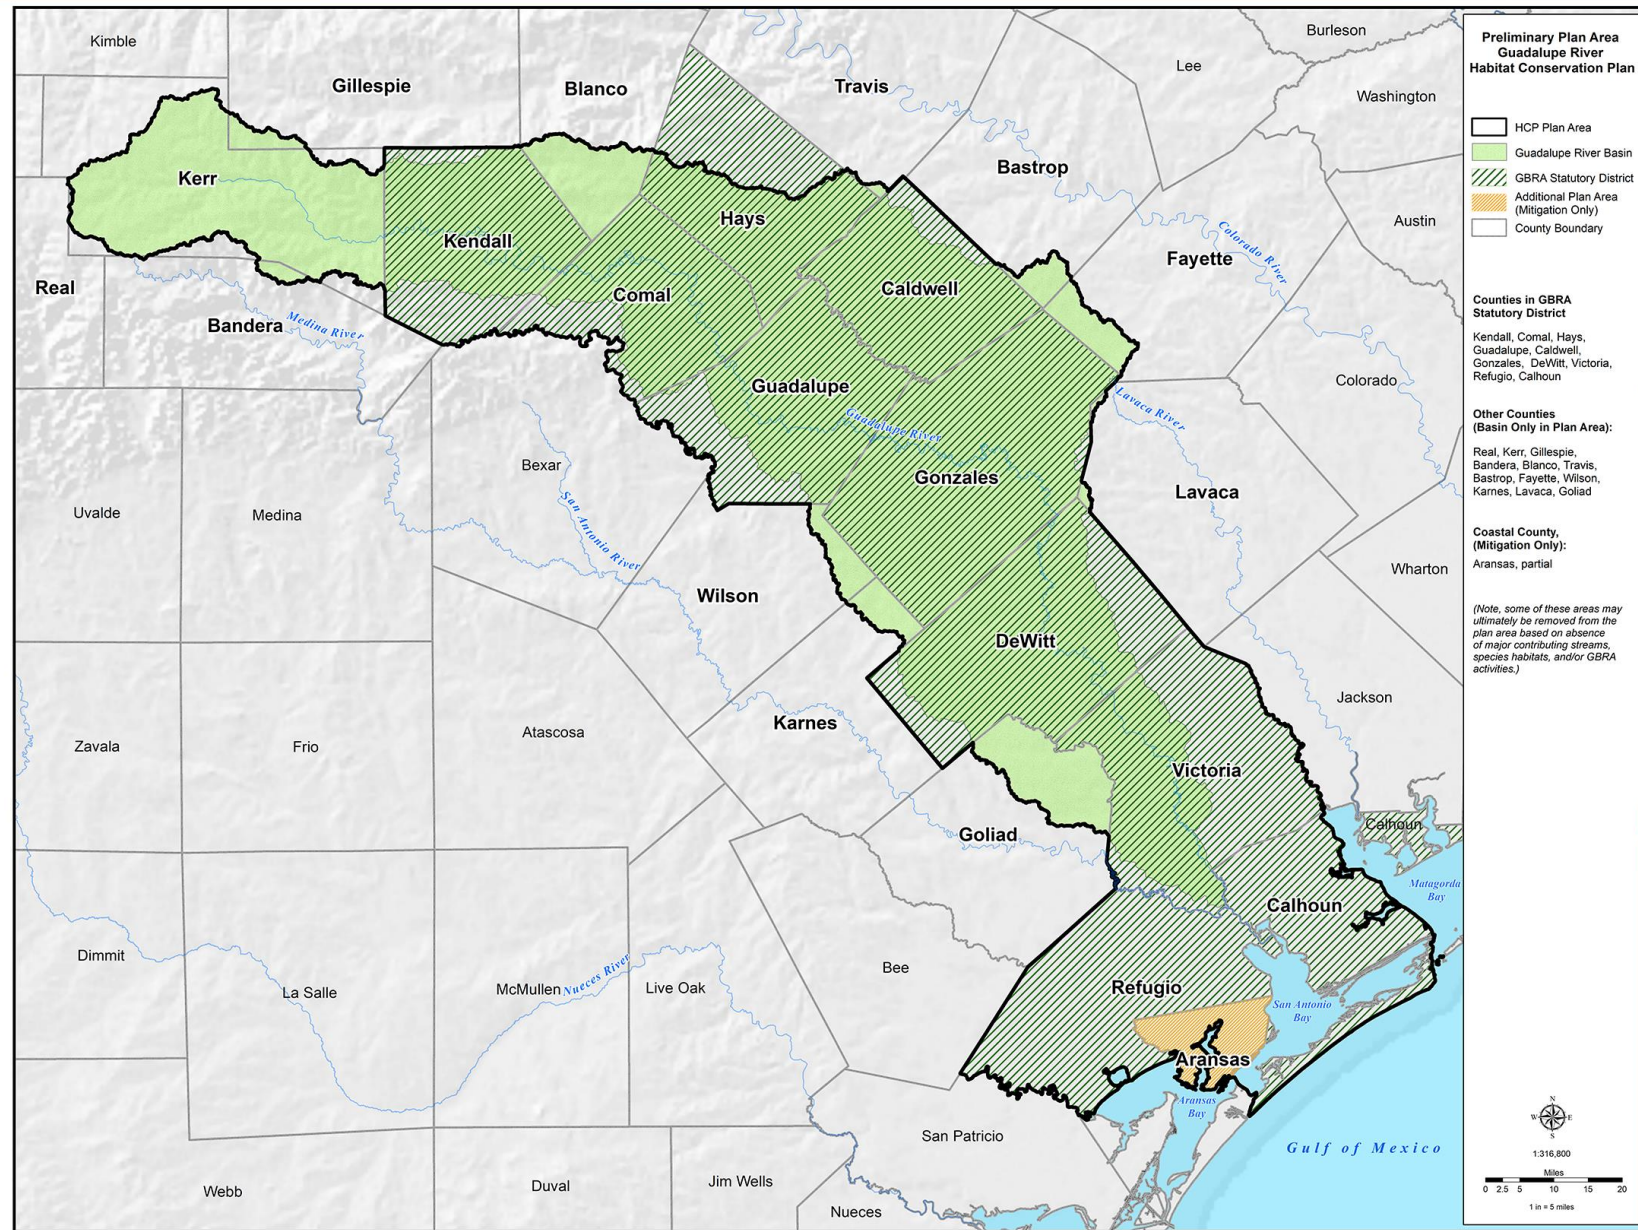 Kimble
Gillespie
Blanco
Travis
Lee
Burleson
Washington
Bastrop
Austin
Kerr
Hays
Kendall
Comal
Caldwell
Fayette
Colorado River
Real
Bandera
Medina River
Guadalupe
Guadalupe River
Lavaca River
Colorado
Bexar
San Antonio River
Gonzales
Lavaca
Uvalde
Medina
Wilson
Wharton
DeWitt
Karnes
Jackson
Zavala
Frio
Atascosa
Victoria
Goliad
Calhoun
Matagorda
Bay
Calhoun
Dimmit
La Salle
McMullen
Nueces River
Live Oak
Bee
Refugio
San Antonio
Bay
Aransas
Aransas
Bay
San Patricio
Gulf of Mexico
Webb
Duval
Jim Wells
Nueces
Preliminary Plan Area
Guadalupe River
Habitat Conservation Plan
HCP Plan Area
Guadalupe River Basin
GBRA Statutory District
Additional Plan Area
(Mitigation Only)
County Boundary
Counties in GBRA
Statutory District
Kendall, Comal, Hays,
Guadalupe, Caldwell,
Gonzales, DeWitt, Victoria,
Refugio, Calhoun
Other Counties
(Basin Only in Plan Area):
Real, Kerr, Gillespie,
Bandera, Blanco, Travis,
Bastrop, Fayette, Wilson,
Karnes, Lavaca, Goliad
Coastal County,
(Mitigation Only):
Aransas, partial
(Note, some of these areas may
ultimately be removed from the
plan area based on absence
of major contributing streams,
species habitats, and/or GBRA
activities.)
N
W E
S
1:316,800
Miles
0 2.5 5 10 15 20
1 in = 5 miles